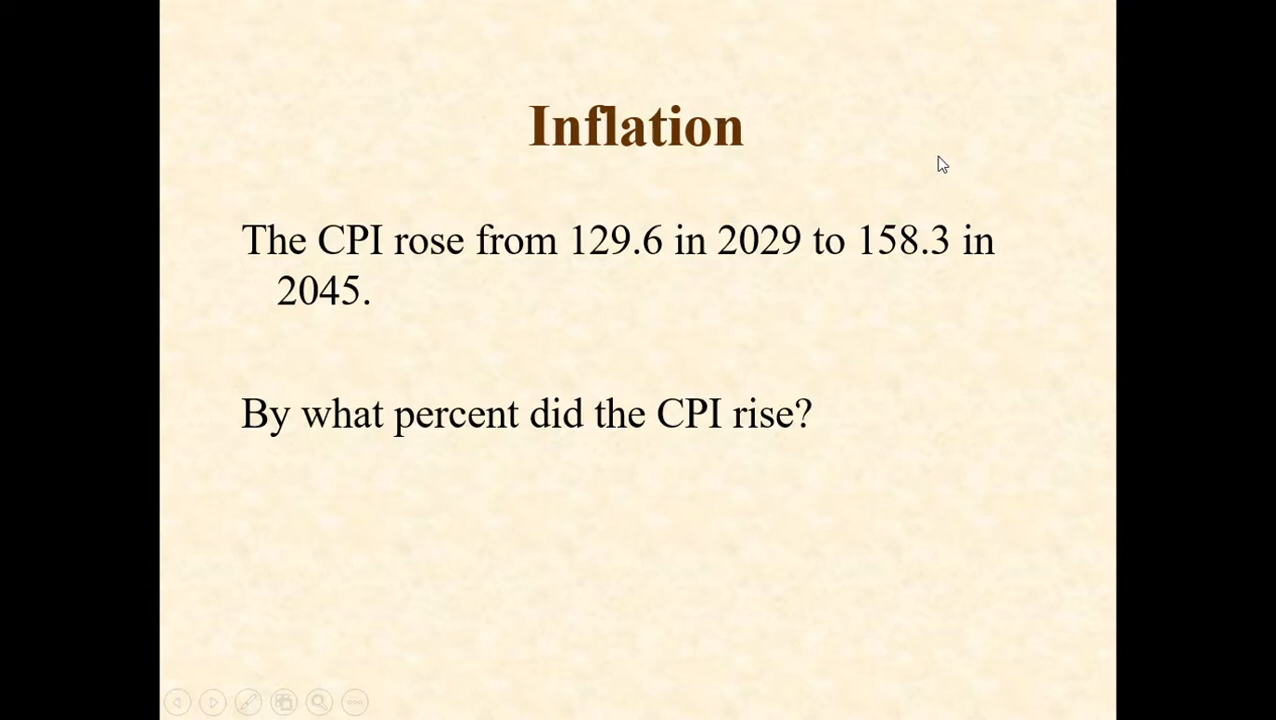 Inflation
The CPI rose from 129.6 in 2029 to 158.3 in
2045.
By what percent did the CPI rise?